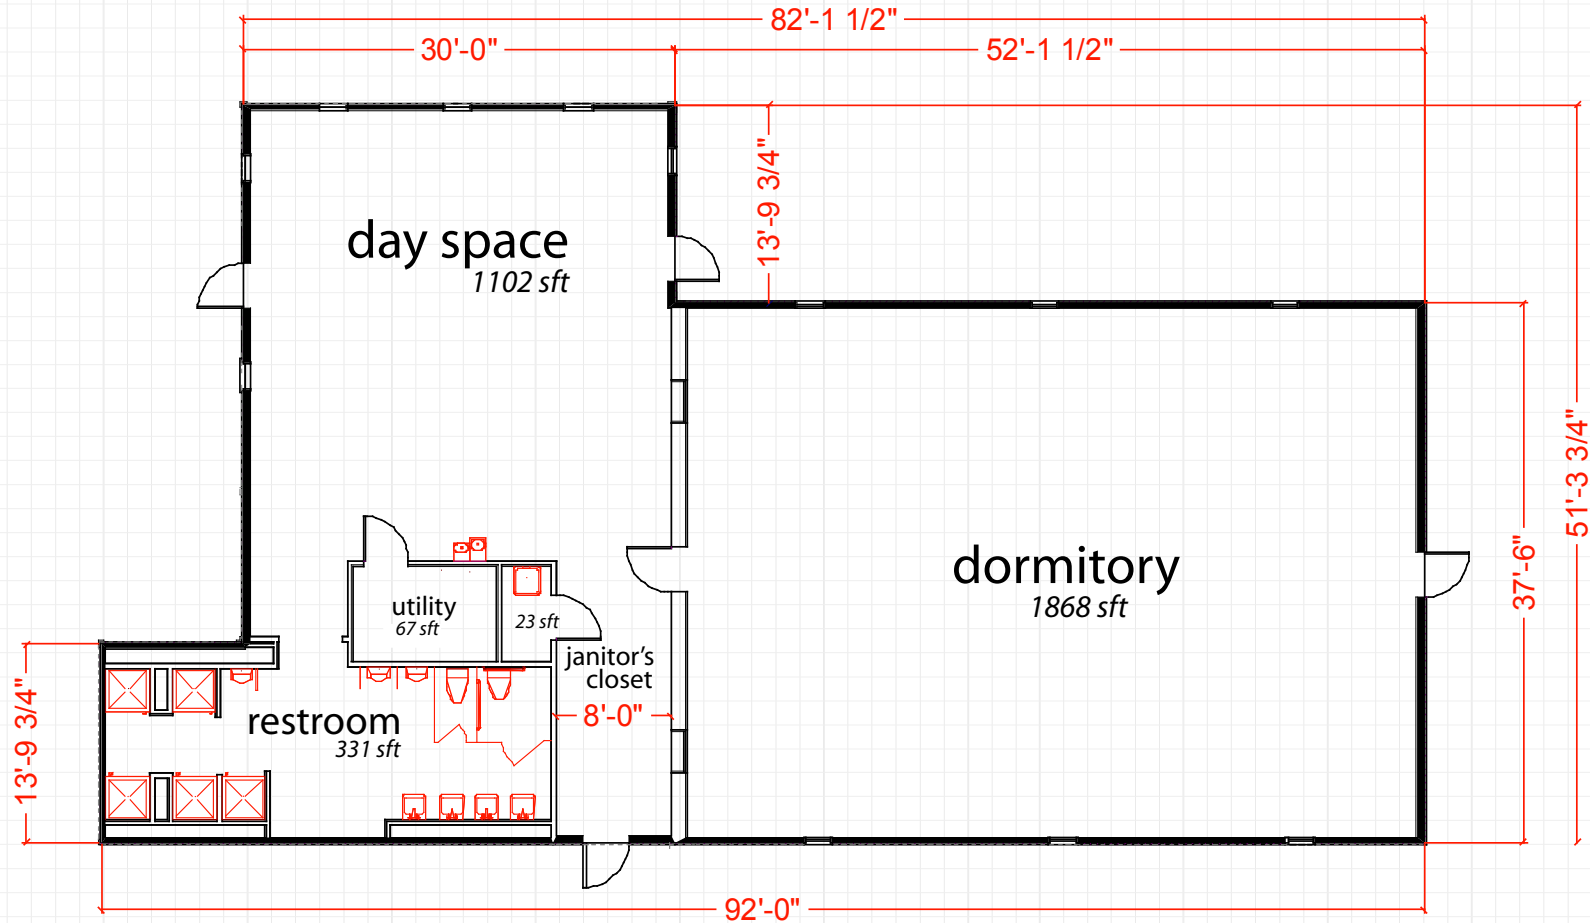 82'-1 1/2"
30'-0"
52'-1 1/2"
13'-9 3/4"
day space
1102 sft
51'-3 3/4"
37'-6"
dormitory
1868 sft
utility
67 sft
23 sft
janitor's
closet
8'-0"
restroom
331 sft
13'-9 3/4"
92'-0"